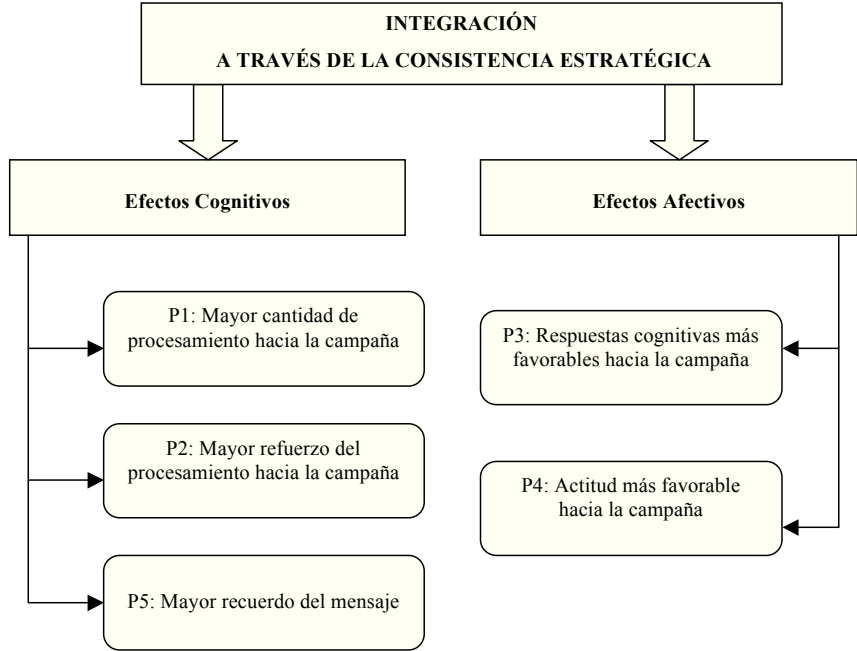 INTEGRACIÓN
A TRAVÉS DE LA CONSISTENCIA ESTRATÉGICA
Efectos Cognitivos
Efectos Afectivos
P1: Mayor cantidad de
procesamiento hacia la campaña
P2: Mayor refuerzo del
procesamiento hacia la campaña
P5: Mayor recuerdo del mensaje
P3: Respuestas cognitivas más
favorables hacia la campaña
P4: Actitud más favorable
hacia la campaña